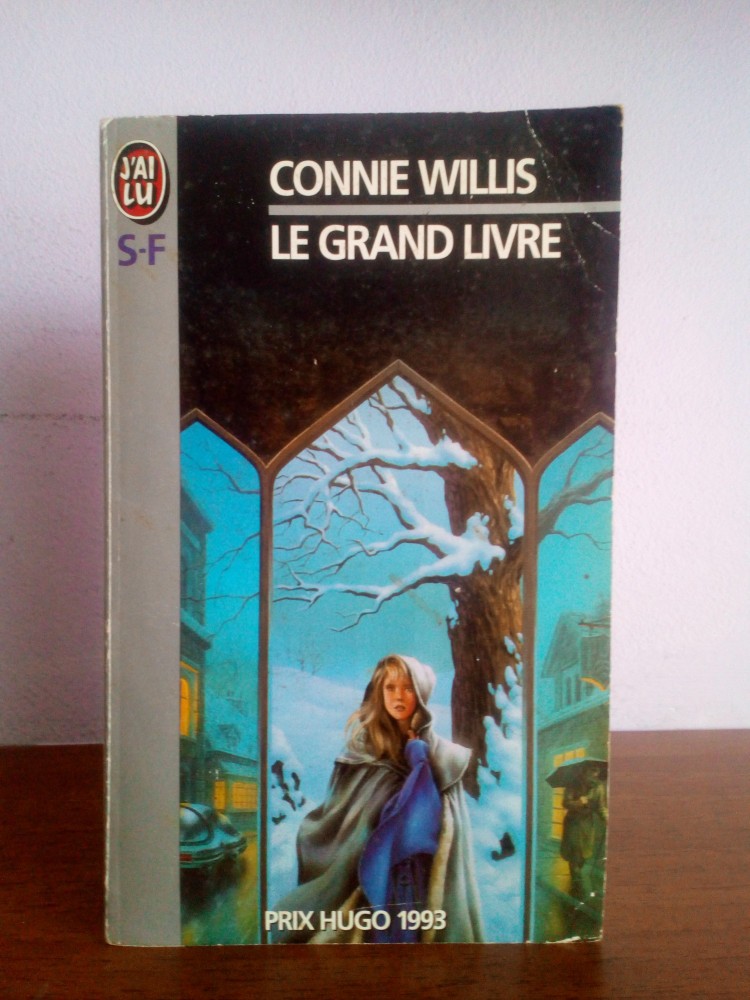 J'AI
LU
S-F
CONNIE WILLIS
LE GRAND LIVRE
PRIX HUGO 1993